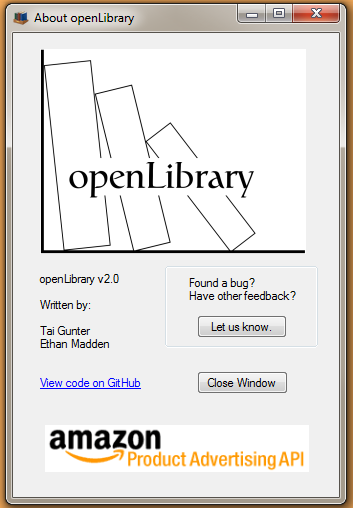 About openLibrary
openLibrary
openLibrary v2.0
Written by:
Tai Gunter
Ethan Madden
Found a bug?
Have other feedback?
Let us know.
View code on GitHub
Close Window
amazon
Product Advertising API